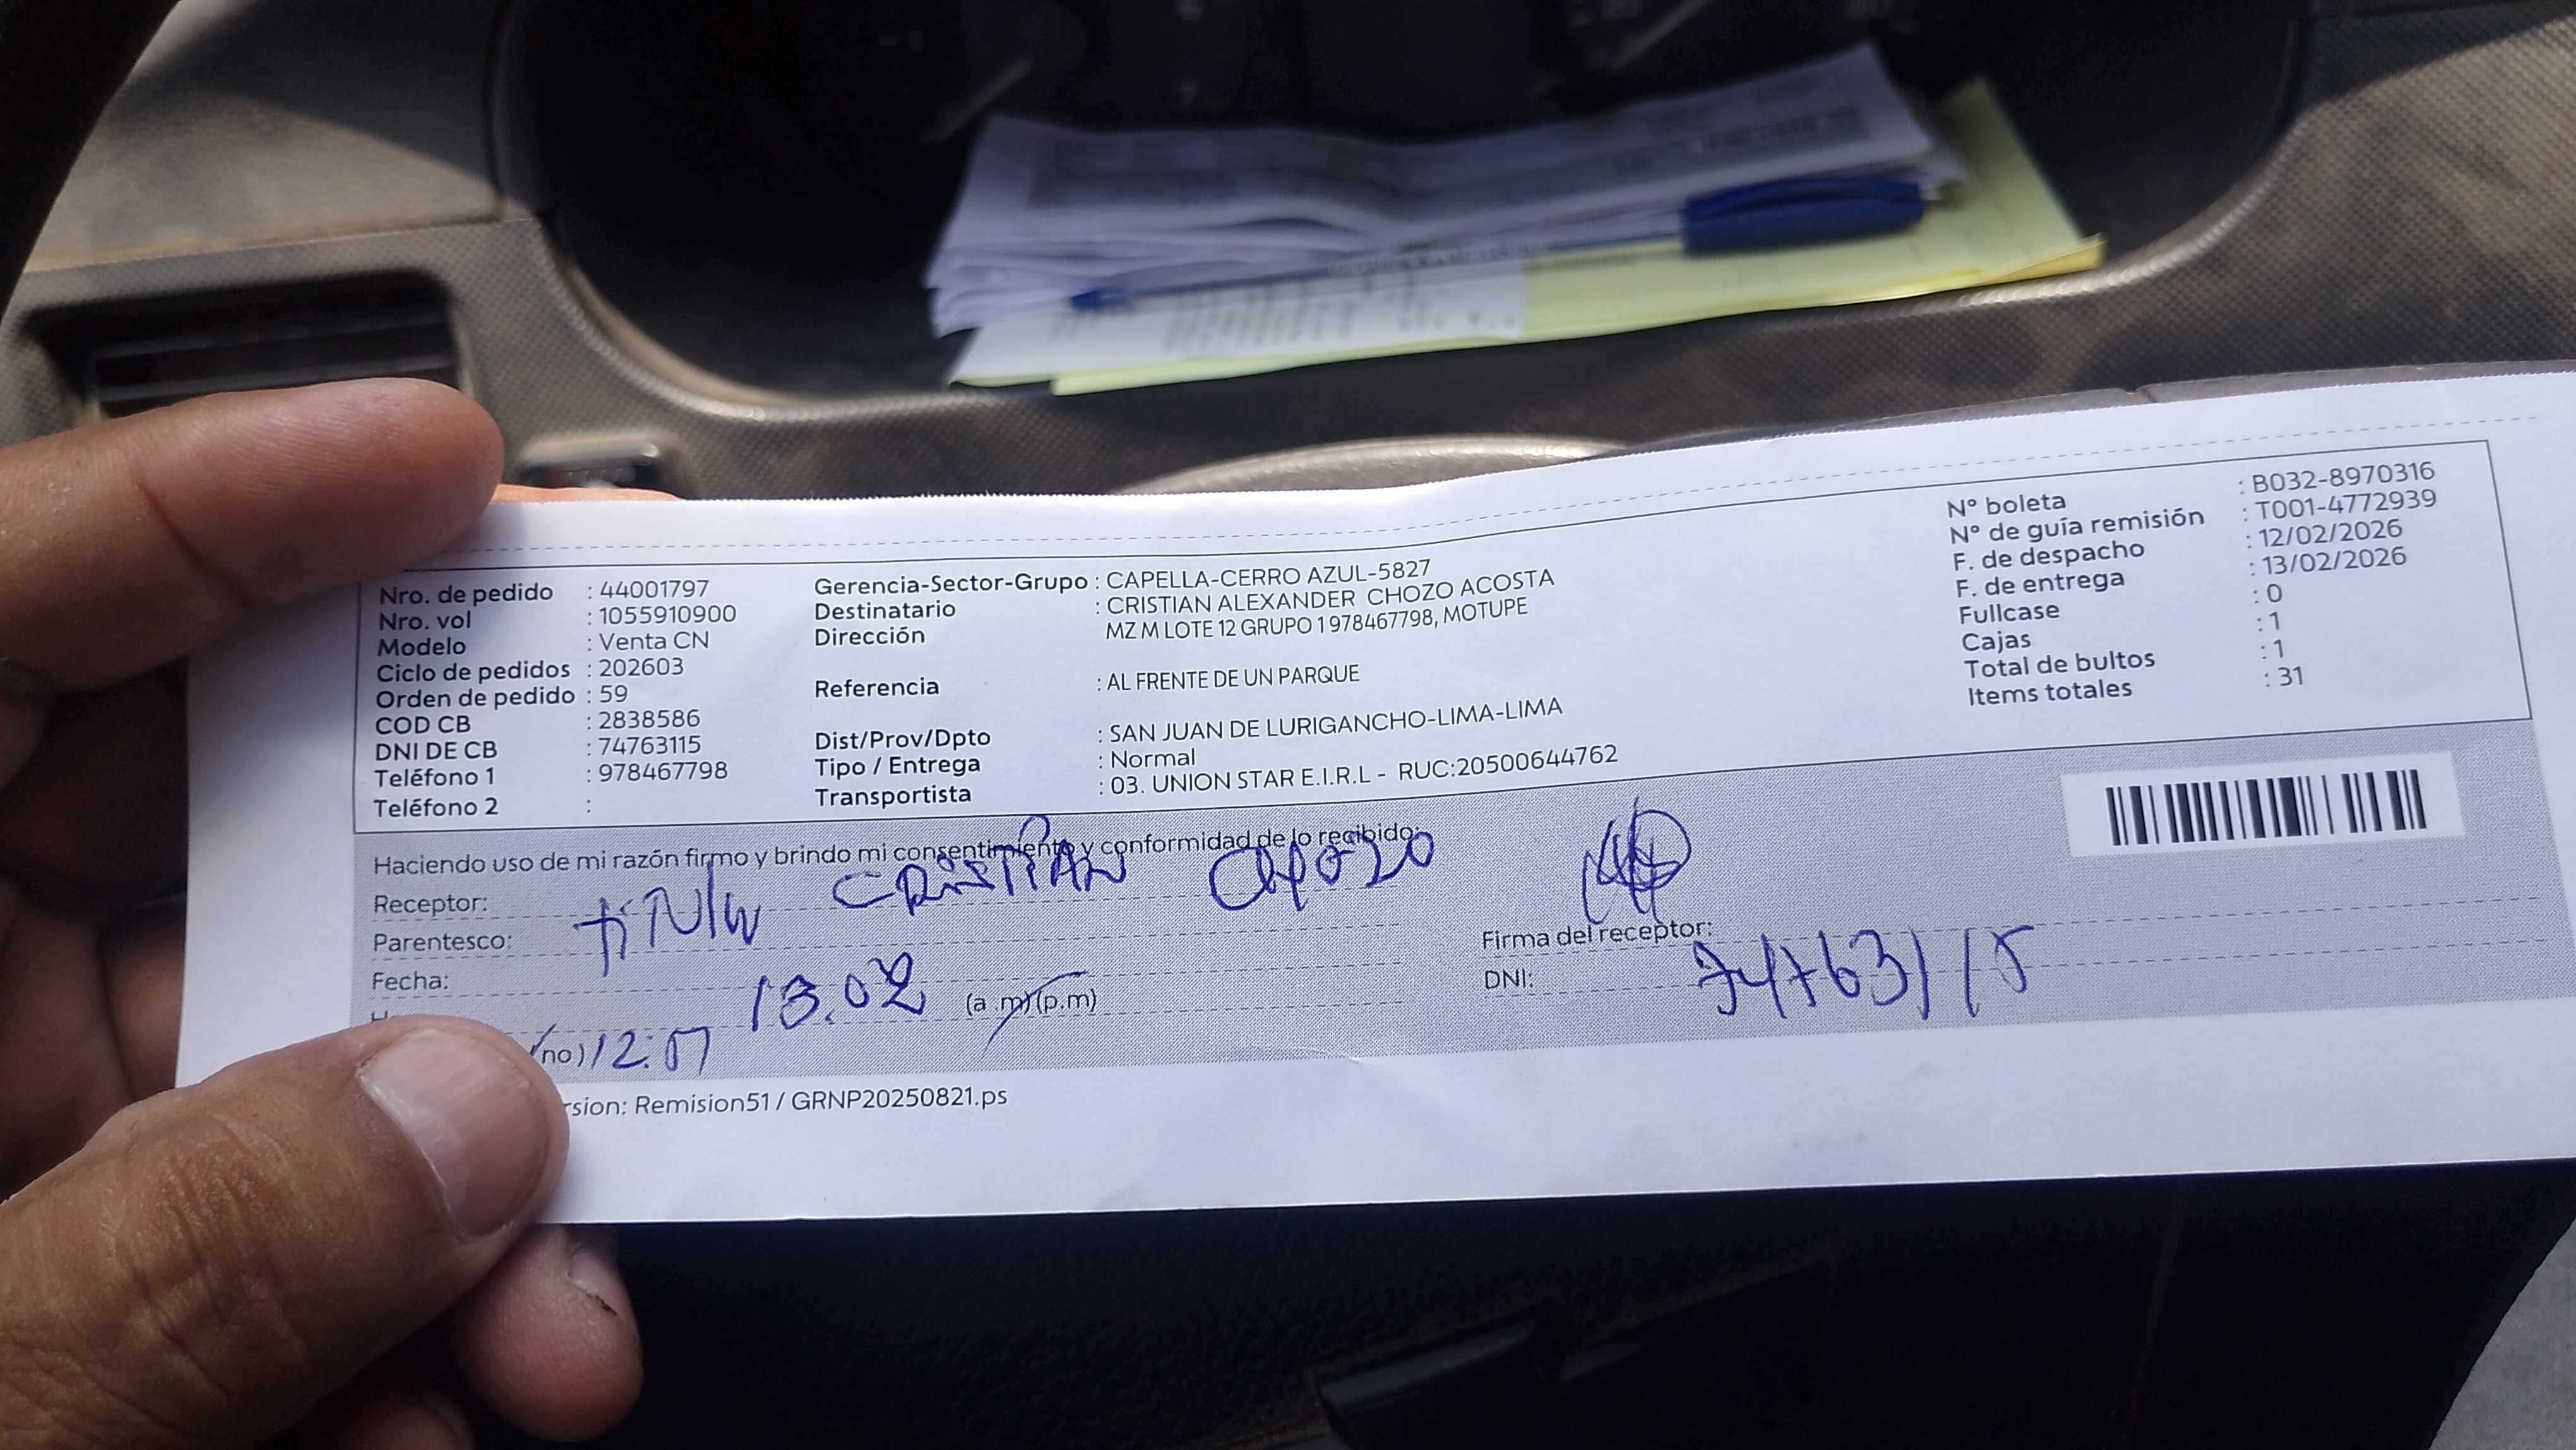 Nro. de pedido : 44001797
Nro. vol : 1055910900
Modelo : Venta CN
Ciclo de pedidos : 202603
Orden de pedido : 59
COD CB : 2838586
DNI DE CB : 74763115
Teléfono 1 : 978467798
Teléfono 2 :
Gerencia-Sector-Grupo : CAPELLA-CERRO AZUL-5827
Destinatario : CRISTIAN ALEXANDER CHOZO ACOSTA
Dirección MZ M LOTE 12 GRUPO 1 978467798, MOTUPE
Referencia : AL FRENTE DE UN PARQUE
Dist/Prov/Dpto : SAN JUAN DE LURIGANCHO-LIMA-LIMA
Tipo / Entrega : Normal
Transportista : 03. UNION STAR E.I.R.L - RUC:20500644762
N° boleta : B032-8970316
N° de guía remisión : T001-4772939
F. de despacho : 12/02/2026
F. de entrega : 13/02/2026
Fullcase : 0
Cajas : 1
Total de bultos : 1
Items totales : 31
Haciendo uso de mi razón firmo y brindo mi consentimiento y conformidad de lo recibido:
Receptor: CRISTIAN CHOZO
Parentesco:
Fecha: 13.02
(a .m) (p.m)
no) 12:07
Firma del receptor:
DNI: 74763115
rsion: Remision51 / GRNP20250821.ps